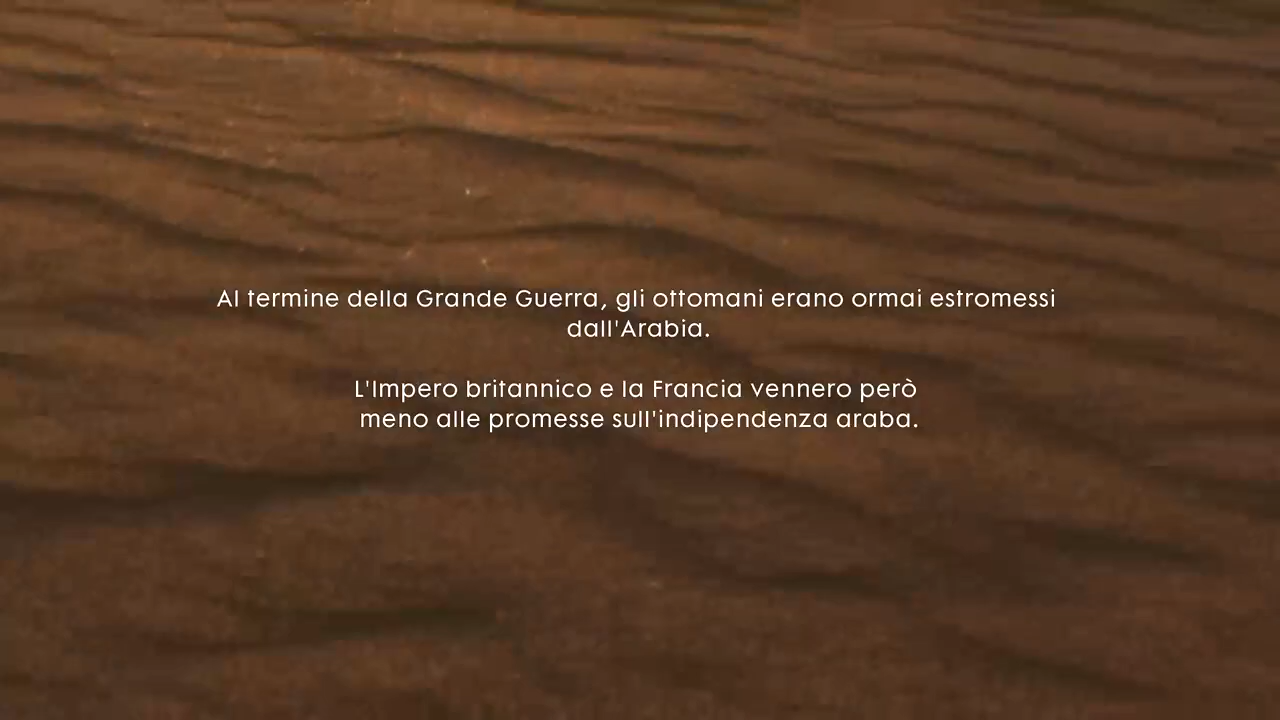 Al termine della Grande Guerra, gli ottomani erano ormai estromessi
dall'Arabia.
L'Impero britannico e la Francia vennero però
meno alle promesse sull'indipendenza araba.